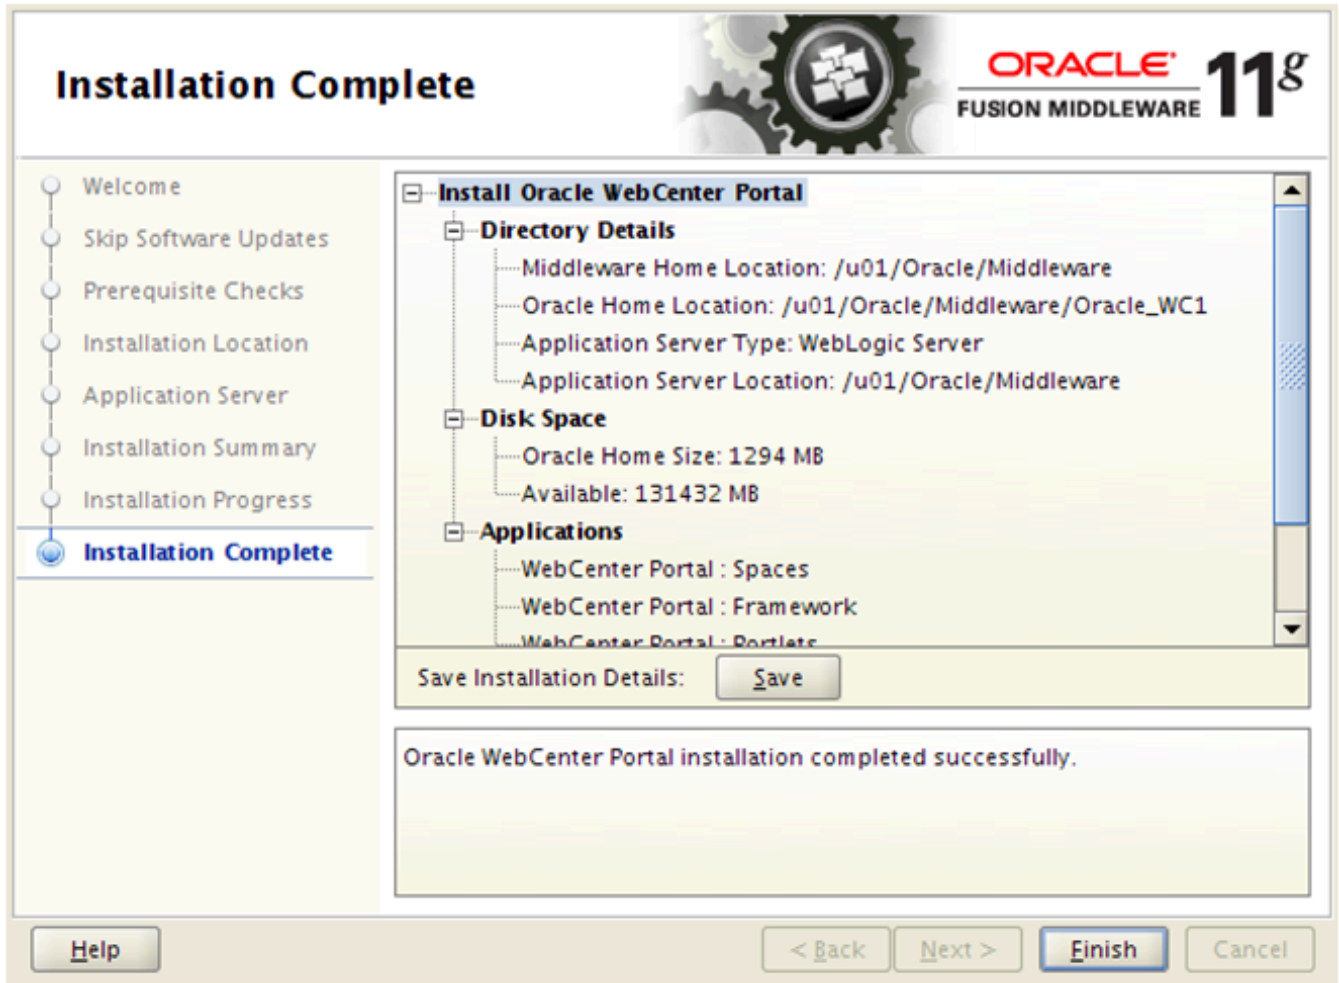 Installation Complete
ORACLE
FUSION MIDDLEWARE
11g
Welcome
Skip Software Updates
Prerequisite Checks
Installation Location
Application Server
Installation Summary
Installation Progress
Installation Complete
Install Oracle WebCenter Portal
Directory Details
Middleware Home Location: /u01/Oracle/Middleware
Oracle Home Location: /u01/Oracle/Middleware/Oracle_WC1
Application Server Type: WebLogic Server
Application Server Location: /u01/Oracle/Middleware
Disk Space
Oracle Home Size: 1294 MB
Available: 131432 MB
Applications
WebCenter Portal : Spaces
WebCenter Portal : Framework
WebCenter Portal : Portlets
Save Installation Details: Save
Oracle WebCenter Portal installation completed successfully.
Help < Back Next > Finish Cancel